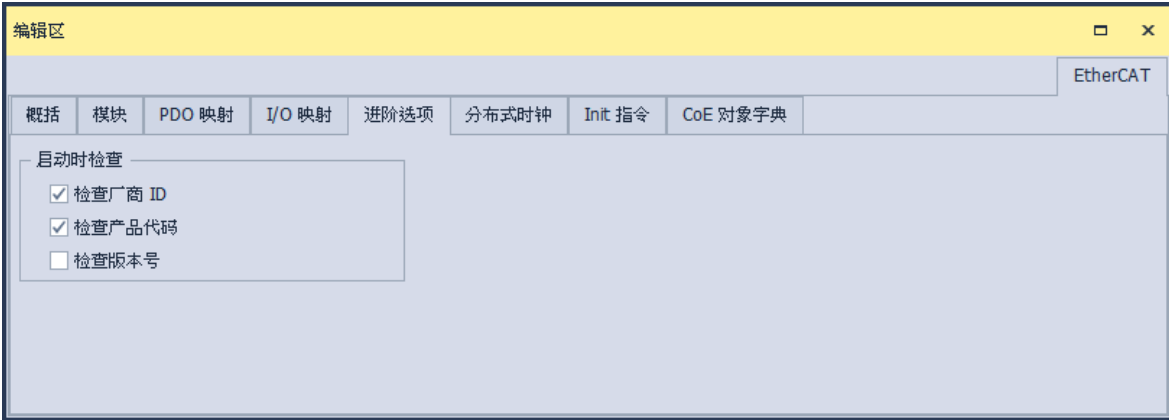 编辑区
EtherCAT
概括 模块 PDO 映射 I/O 映射 进阶选项 分布式时钟 Init 指令 CoE 对象字典
启动时检查
检查厂商 ID
检查产品代码
检查版本号